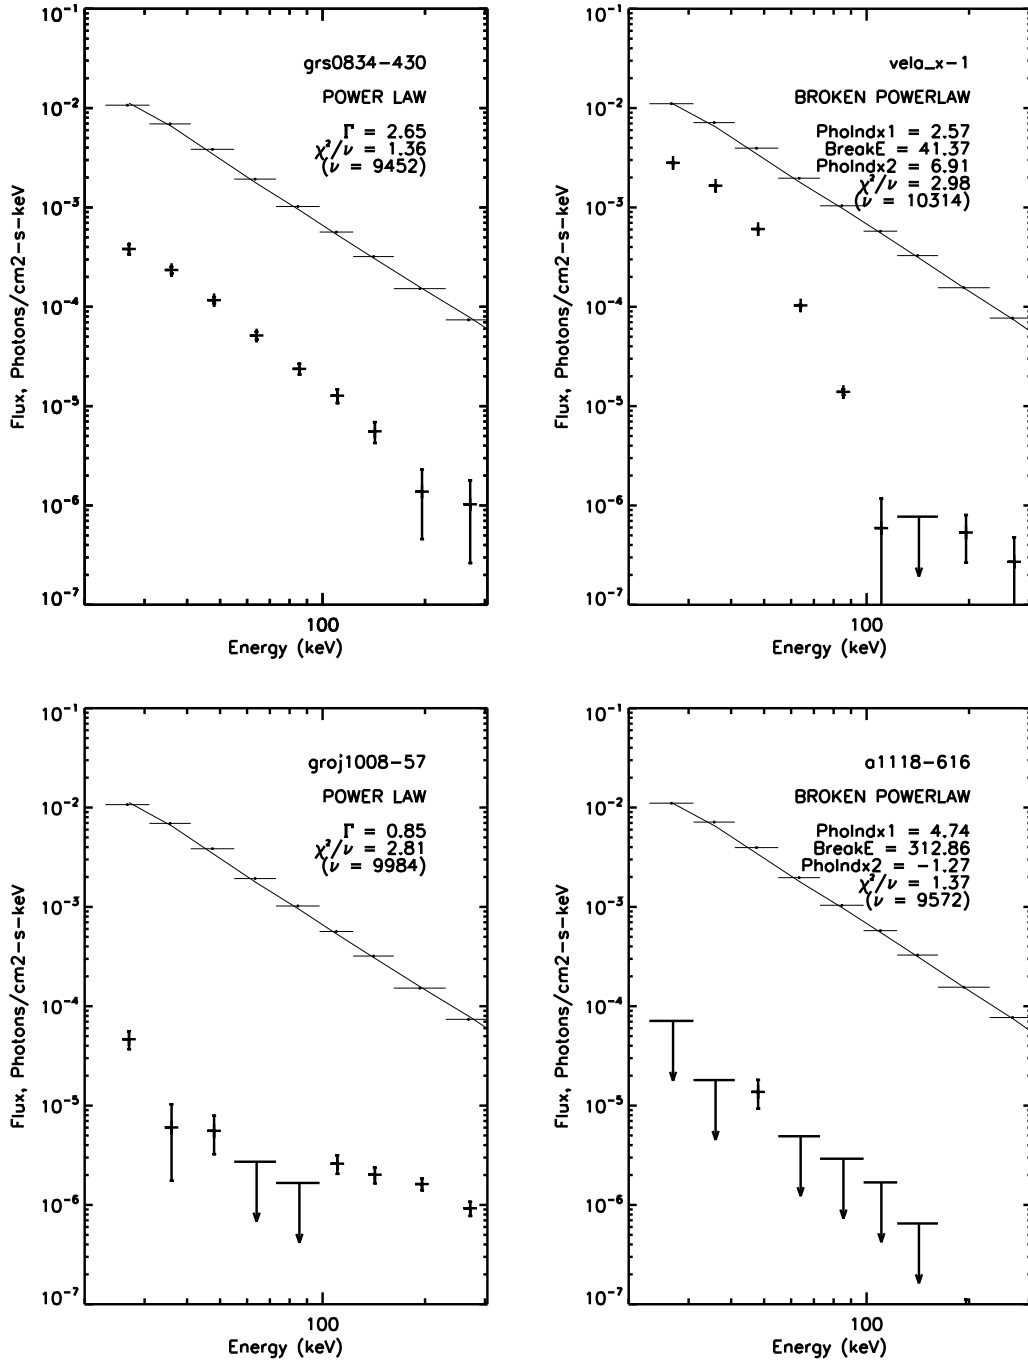 grs0834-430
POWER LAW
Γ = 2.65
χ²/ν = 1.36
(ν = 9452)
10⁻¹
10⁻²
10⁻³
10⁻⁴
10⁻⁵
10⁻⁶
10⁻⁷
Flux, Photons/cm2-s-keV
100
Energy (keV)
vela_x-1
BROKEN POWERLAW
PhoIndx1 = 2.57
BreakE = 41.37
PhoIndx2 = 6.91
χ²/ν = 2.98
(ν = 10314)
10⁻¹
10⁻²
10⁻³
10⁻⁴
10⁻⁵
10⁻⁶
10⁻⁷
Flux, Photons/cm2-s-keV
100
Energy (keV)
groj1008-57
POWER LAW
Γ = 0.85
χ²/ν = 2.81
(ν = 9984)
10⁻¹
10⁻²
10⁻³
10⁻⁴
10⁻⁵
10⁻⁶
10⁻⁷
Flux, Photons/cm2-s-keV
100
Energy (keV)
a1118-616
BROKEN POWERLAW
PhoIndx1 = 4.74
BreakE = 312.86
PhoIndx2 = -1.27
χ²/ν = 1.37
(ν = 9572)
10⁻¹
10⁻²
10⁻³
10⁻⁴
10⁻⁵
10⁻⁶
10⁻⁷
Flux, Photons/cm2-s-keV
100
Energy (keV)